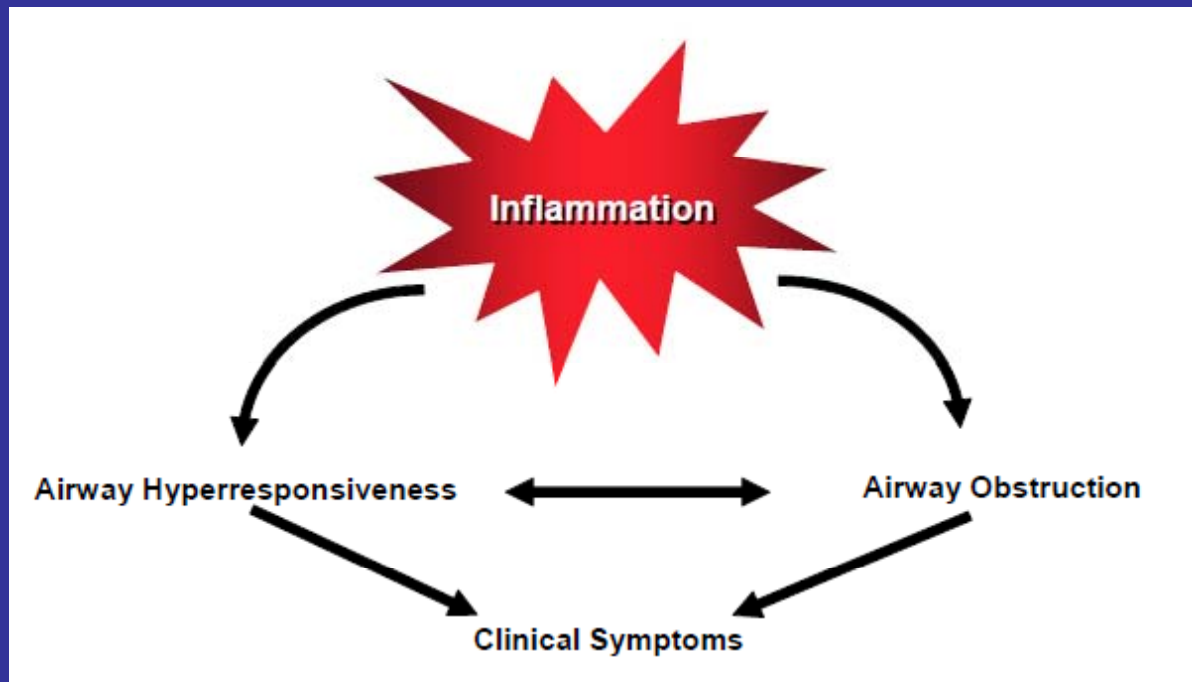 Inflammation
Airway Hyperresponsiveness
Airway Obstruction
Clinical Symptoms